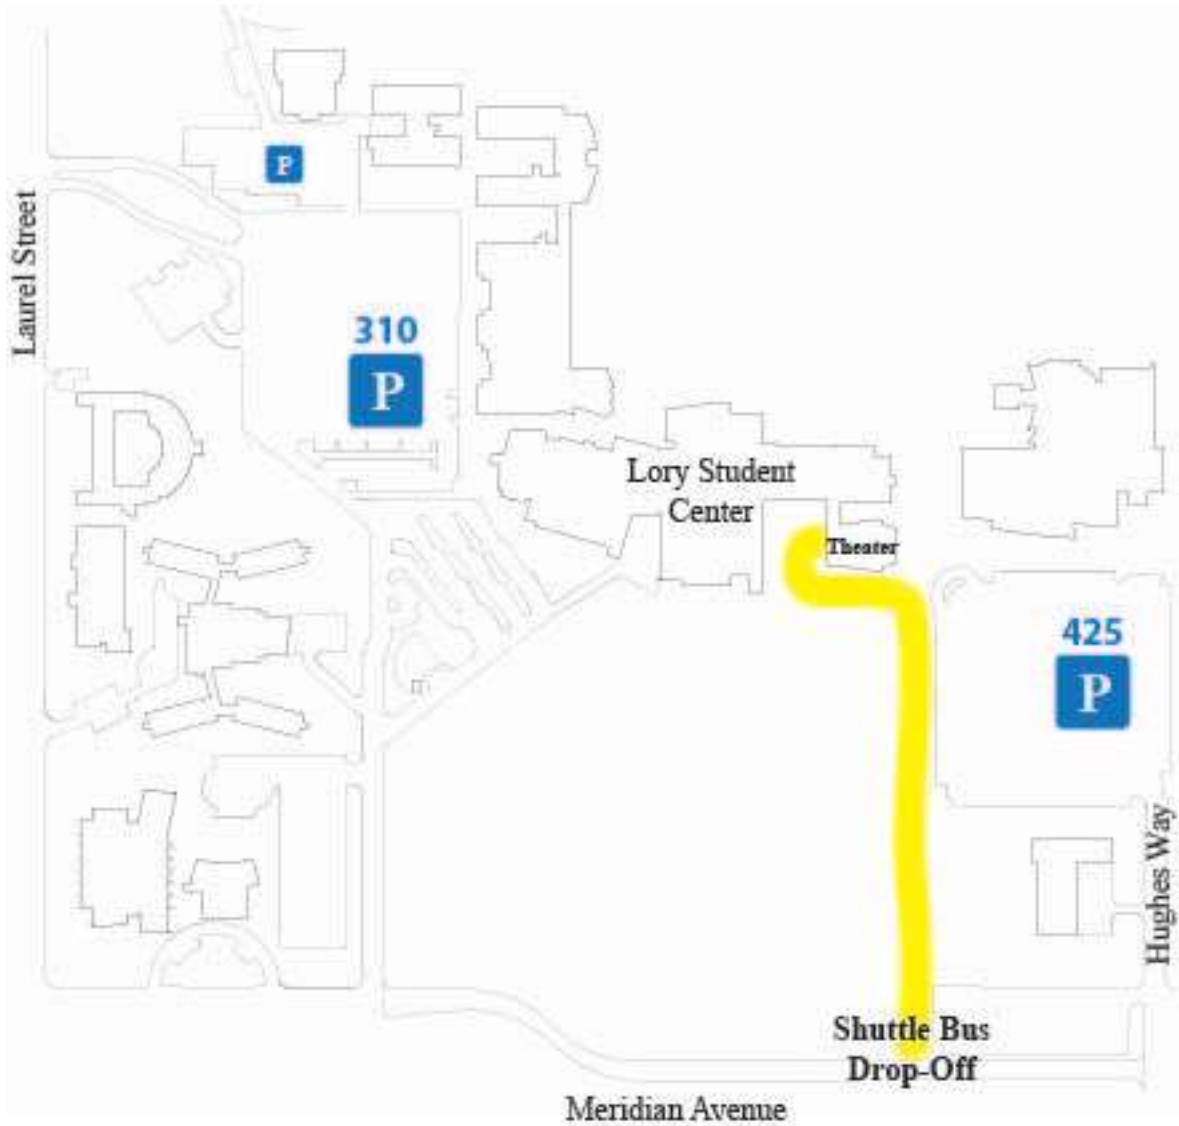 P
Laurel Street
310
P
Lory Student
Center
Theater
425
P
Hughes Way
Shuttle Bus
Drop-Off
Meridian Avenue